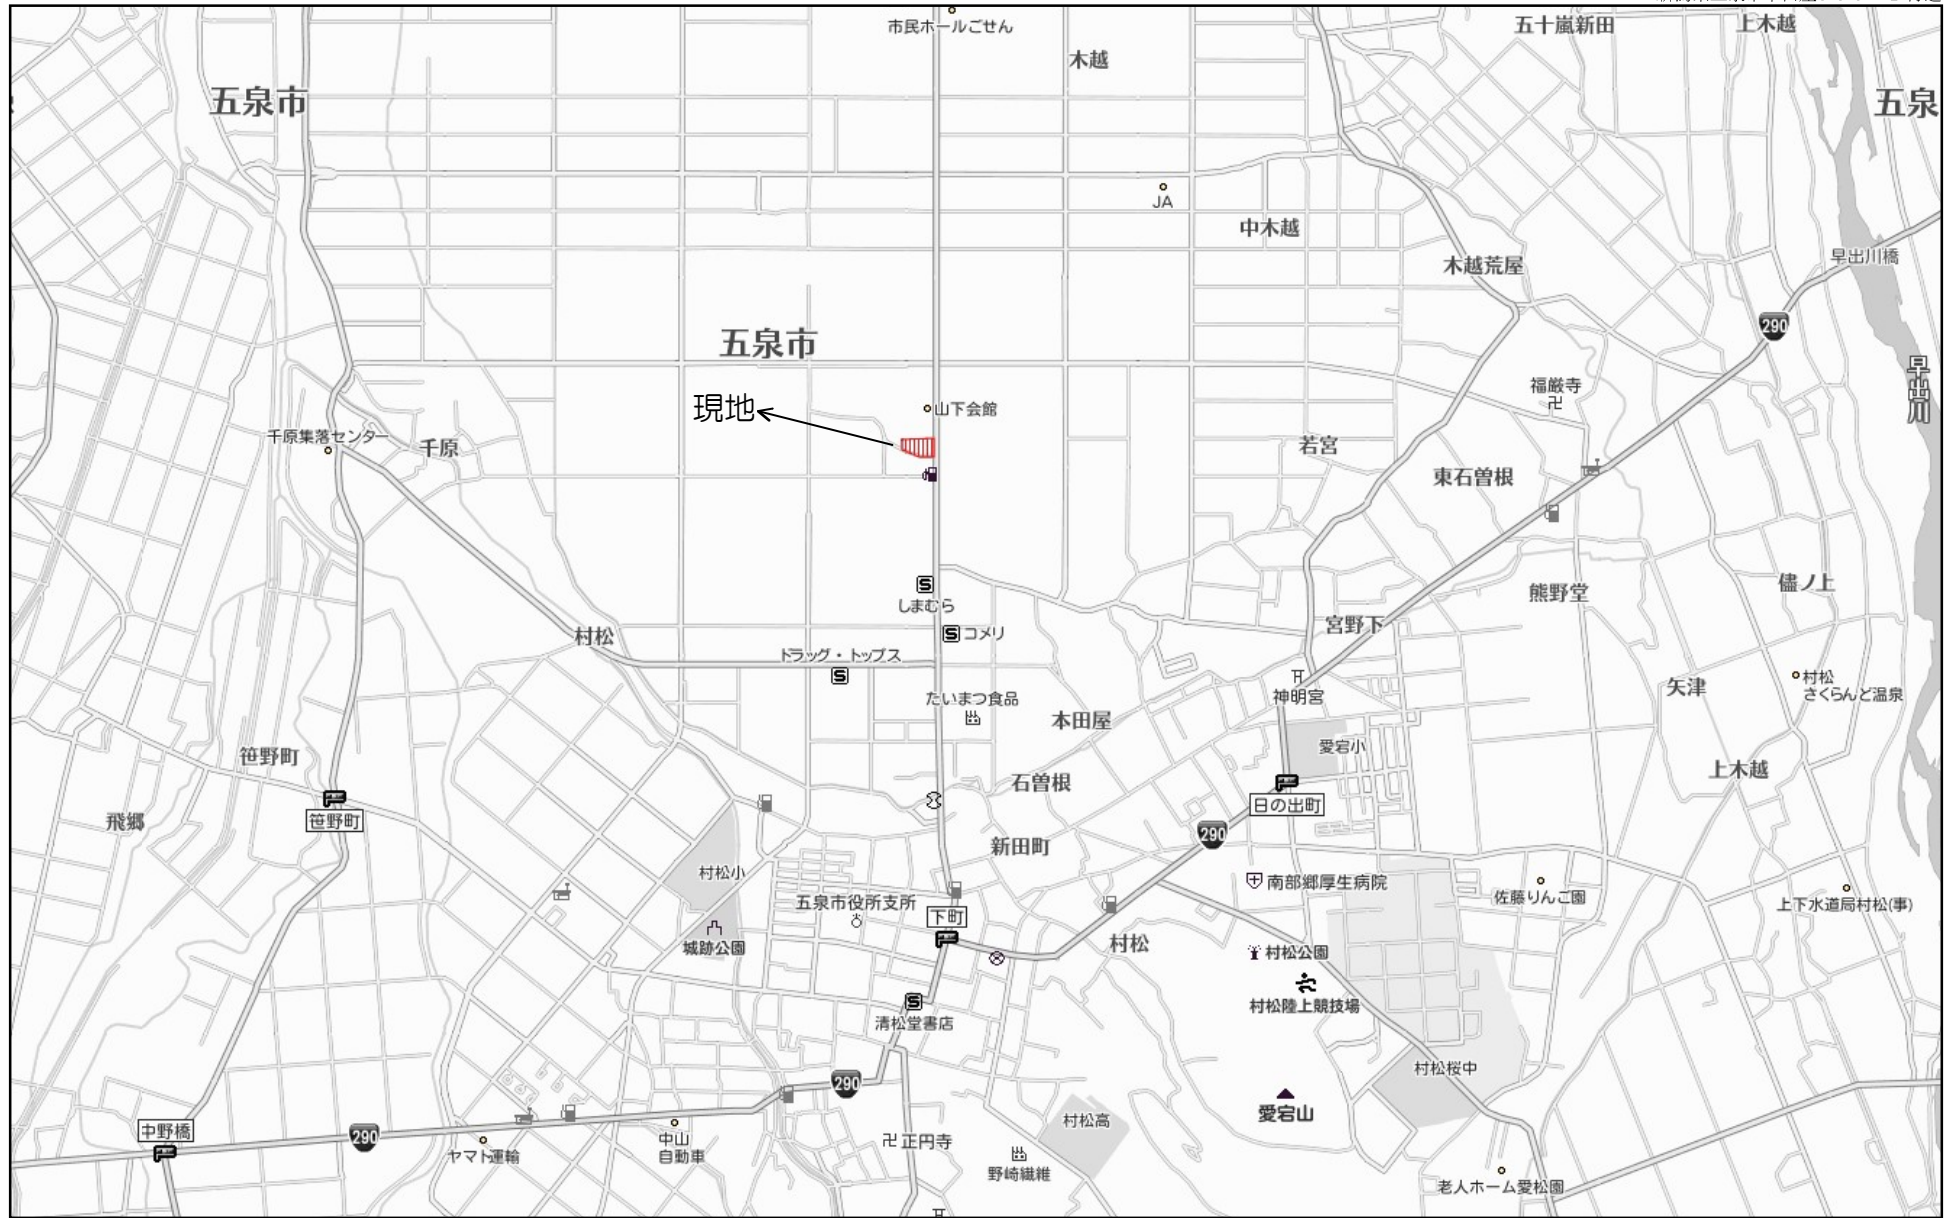 市民ホールごせん
五十嵐新田
上木越
木越
五泉市
五泉
JA
中木越
木越荒屋
早出川橋
290
五泉市
早出川
福厳寺
現地
山下会館
千原集落センター
千原
若宮
東石曽根
しまむら
熊野堂
儘ノ上
村松
コメリ
宮野下
ドラッグ・トップス
村松
さくらんど温泉
神明宮
矢津
たいまつ食品
本田屋
愛宕小
笹野町
石曽根
上木越
日の出町
笹野町
飛郷
290
新田町
村松小
南部郷厚生病院
五泉市役所支所
佐藤りんご園
上下水道局村松(事)
下町
城跡公園
村松
村松公園
村松陸上競技場
清松堂書店
村松桜中
290
愛宕山
村松高
中野橋
290
ヤマト運輸
中山
自動車
正円寺
野崎繊維
老人ホーム愛松園